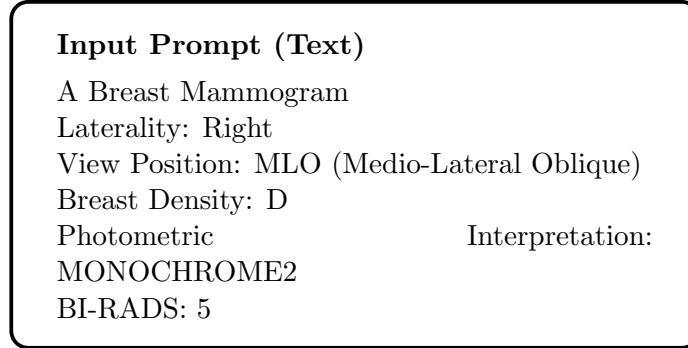 Input Prompt (Text)
A Breast Mammogram
Laterality: Right
View Position: MLO (Medio-Lateral Oblique)
Breast Density: D
Photometric Interpretation:
MONOCHROME2
BI-RADS: 5